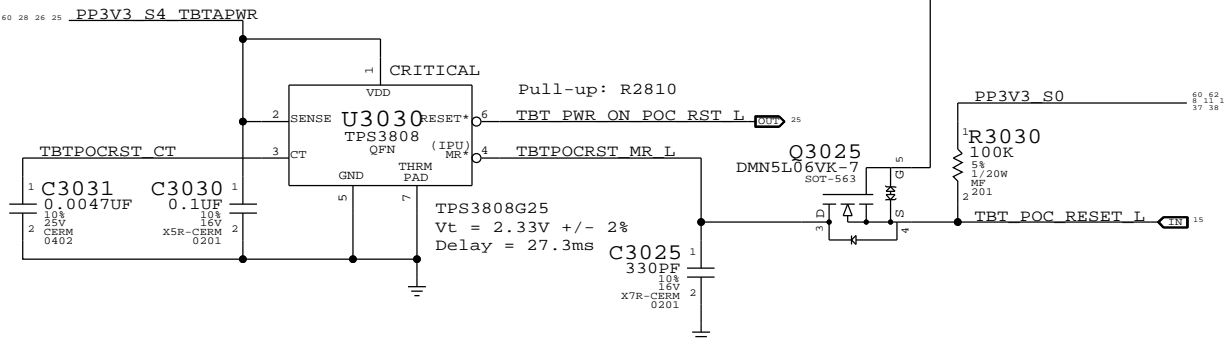 60 28 26 25 PP3V3_S4_TBTAPWR
1 CRITICAL
VDD
Pull-up: R2810
2 SENSE U3030 RESET* 6 TBT_PWR_ON_POC_RST_L OUT 25
TPS3808
QFN
TBTPOCRST_CT 3 CT
(IPU)
MR* 4 TBTPOCRST_MR_L
GND
THRM
PAD
5
7
1 C3031
0.0047UF
10%
2 25V
CERM
0402
C3030 1
0.1UF
10%
16V 2
X5R-CERM
0201
TPS3808G25
Vt = 2.33V +/- 2%
Delay = 27.3ms
C3025 1
330PF
10%
16V 2
X7R-CERM
0201
Q3025
DMN5L06VK-7
SOT-563
G 5
3 D
S 4
PP3V3_S0
60 62
37 38
1 R3030
100K
5%
1/20W
MF
2 201
TBT_POC_RESET_L IN 15